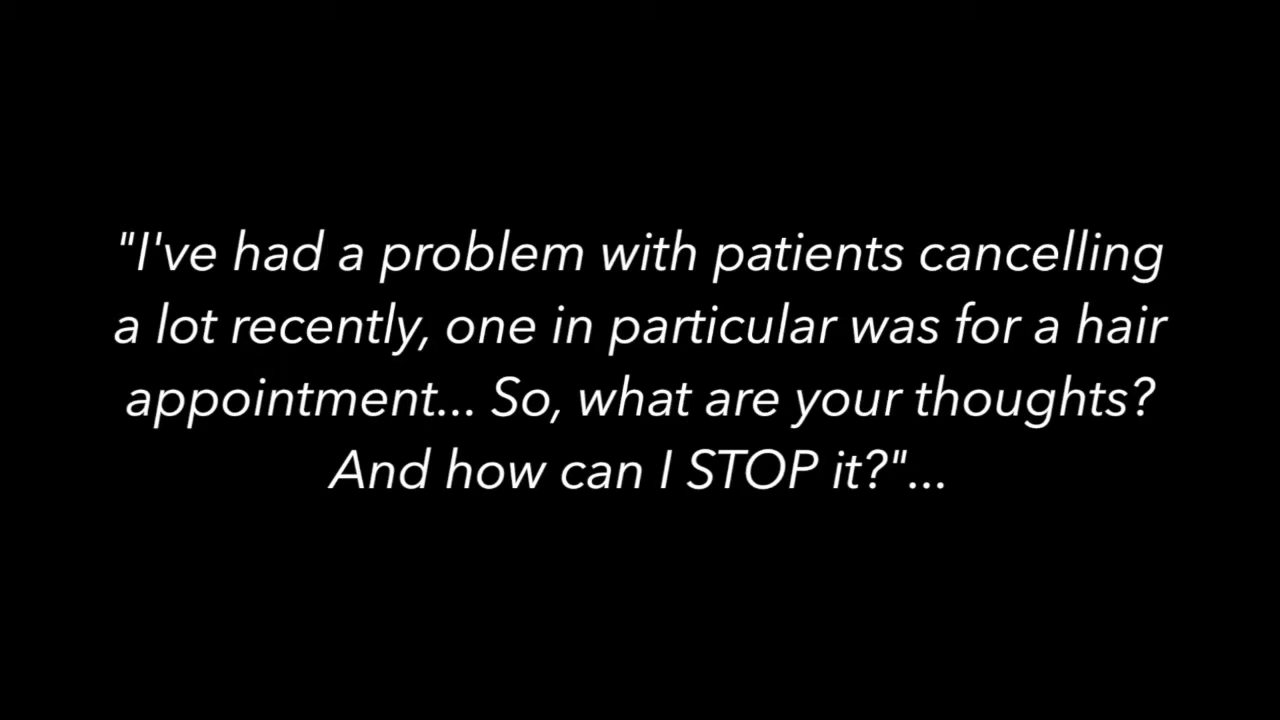 "I've had a problem with patients cancelling
a lot recently, one in particular was for a hair
appointment... So, what are your thoughts?
And how can I STOP it?"...